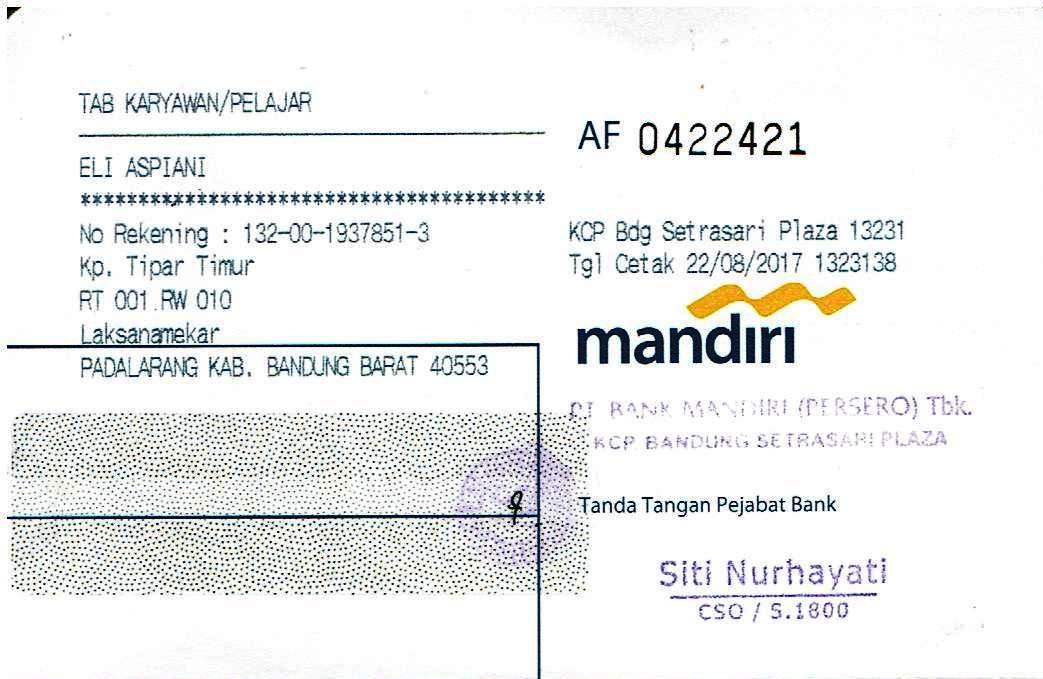 TAB KARYAWAN/PELAJAR
ELI ASPIANI
****************************************
No Rekening : 132-00-1937851-3
Kp. Tipar Timur
RT 001 RW 010
Laksanamekar
PADALARANG KAB. BANDUNG BARAT 40553
AF 0422421
KCP Bdg Setrasari Plaza 13231
Tgl Cetak 22/08/2017 1323138
mandırı
PT. BANK MANDIRI (PERSERO) Tbk.
KCP BANDUNG SETRASARI PLAZA
Tanda Tangan Pejabat Bank
Siti Nurhayati
CSO / S.1800